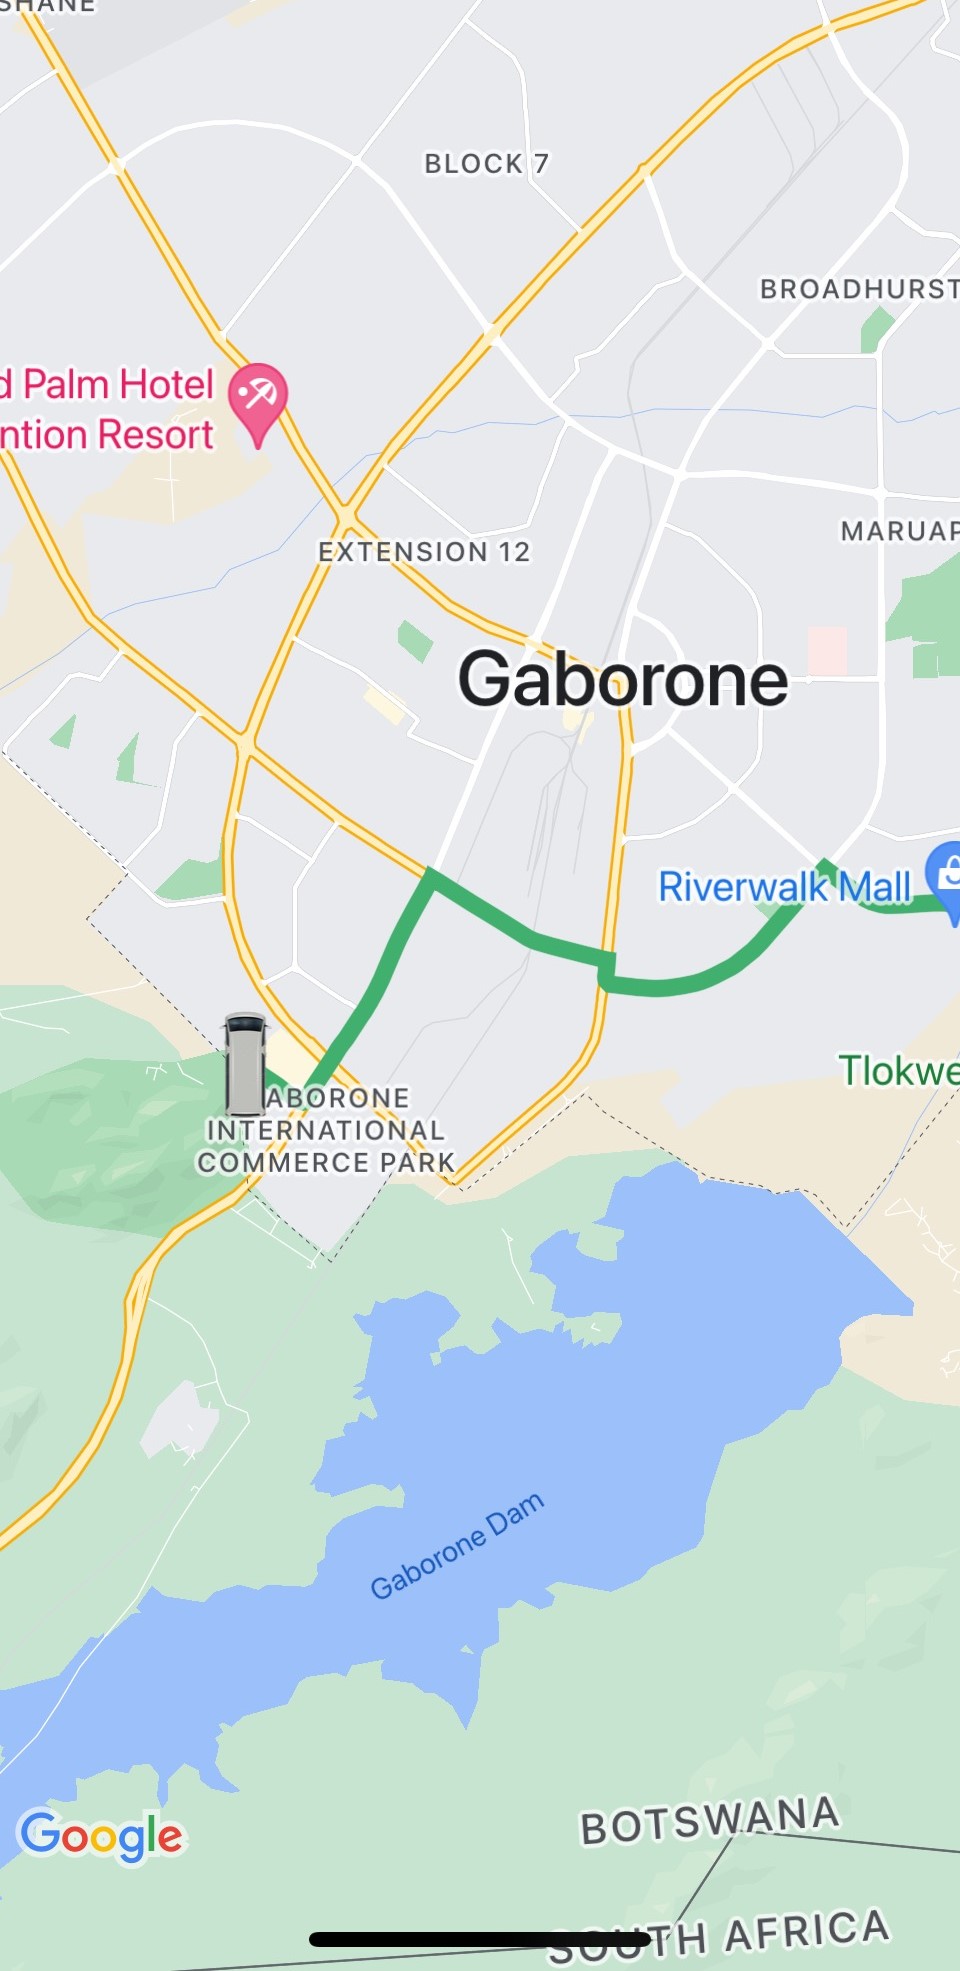 SHANE
BLOCK 7
BROADHURST
d Palm Hotel
ntion Resort
MARUAP
EXTENSION 12
Gaborone
Riverwalk Mall
Tlokwe
ABORONE
INTERNATIONAL
COMMERCE PARK
Gaborone Dam
Google
BOTSWANA
SOUTH AFRICA